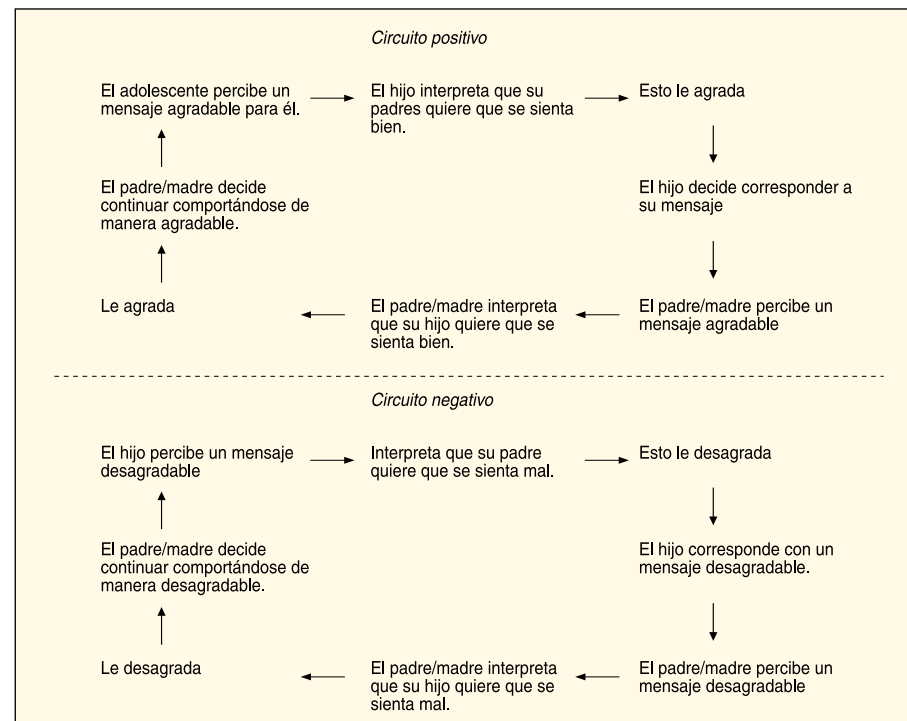 Circuito positivo
El adolescente percibe un
mensaje agradable para él.
El hijo interpreta que su
padres quiere que se sienta
bien.
Esto le agrada
El padre/madre decide
continuar comportándose de
manera agradable.
El hijo decide corresponder a
su mensaje
Le agrada
El padre/madre interpreta
que su hijo quiere que se
sienta bien.
El padre/madre percibe un
mensaje agradable
Circuito negativo
El hijo percibe un mensaje
desagradable
Interpreta que su padre
quiere que se sienta mal.
Esto le desagrada
El padre/madre decide
continuar comportándose de
manera desagradable.
El hijo corresponde con un
mensaje desagradable.
Le desagrada
El padre/madre interpreta
que su hijo quiere que se
sienta mal.
El padre/madre percibe un
mensaje desagradable